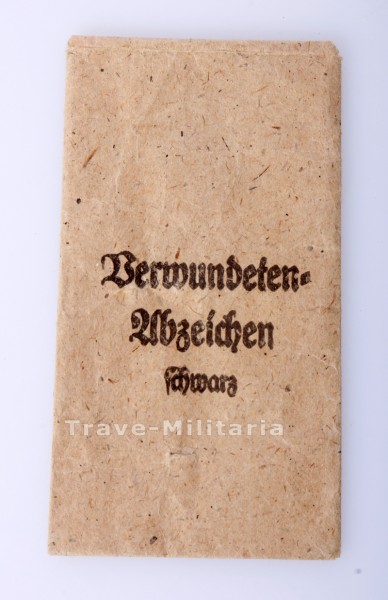 Verwundeten-
Abzeichen
schwarz
Trave-Militaria